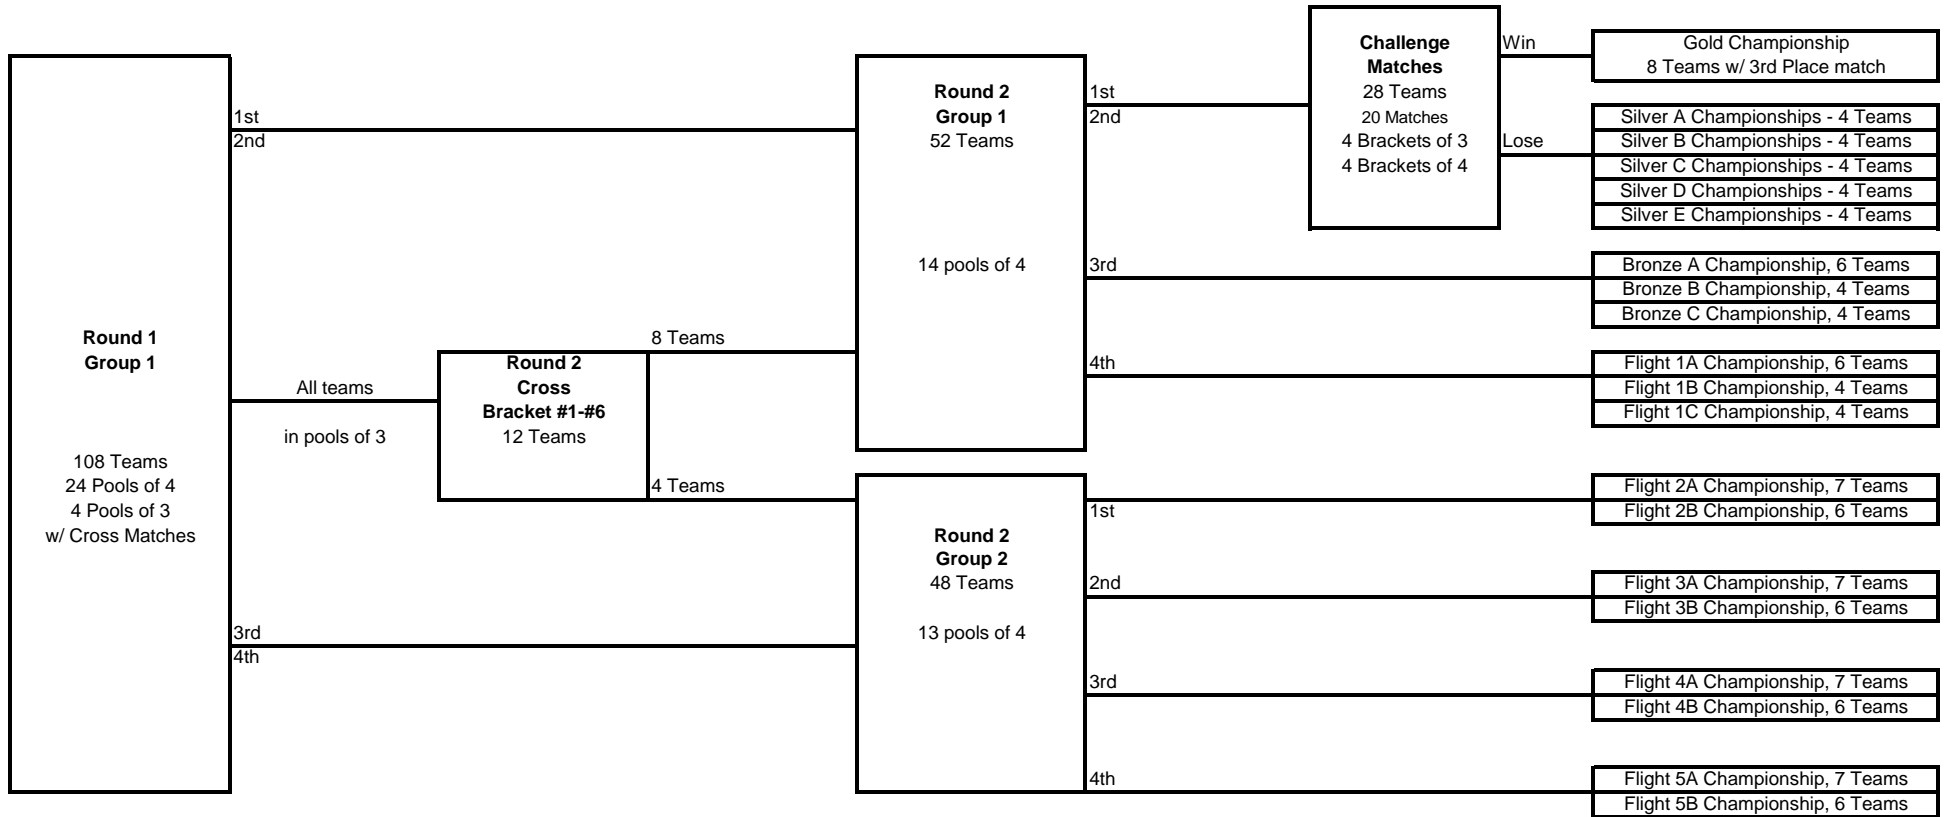 Round 1
Group 1
108 Teams
24 Pools of 4
4 Pools of 3
w/ Cross Matches
1st
2nd
All teams
in pools of 3
3rd
4th
Round 2
Cross
Bracket #1-#6
12 Teams
8 Teams
4 Teams
Round 2
Group 1
52 Teams
14 pools of 4
1st
2nd
3rd
4th
Round 2
Group 2
48 Teams
13 pools of 4
1st
2nd
3rd
4th
Challenge
Matches
28 Teams
20 Matches
4 Brackets of 3
4 Brackets of 4
Win
Lose
Gold Championship
8 Teams w/ 3rd Place match
Silver A Championships - 4 Teams
Silver B Championships - 4 Teams
Silver C Championships - 4 Teams
Silver D Championships - 4 Teams
Silver E Championships - 4 Teams
Bronze A Championship, 6 Teams
Bronze B Championship, 4 Teams
Bronze C Championship, 4 Teams
Flight 1A Championship, 6 Teams
Flight 1B Championship, 4 Teams
Flight 1C Championship, 4 Teams
Flight 2A Championship, 7 Teams
Flight 2B Championship, 6 Teams
Flight 3A Championship, 7 Teams
Flight 3B Championship, 6 Teams
Flight 4A Championship, 7 Teams
Flight 4B Championship, 6 Teams
Flight 5A Championship, 7 Teams
Flight 5B Championship, 6 Teams